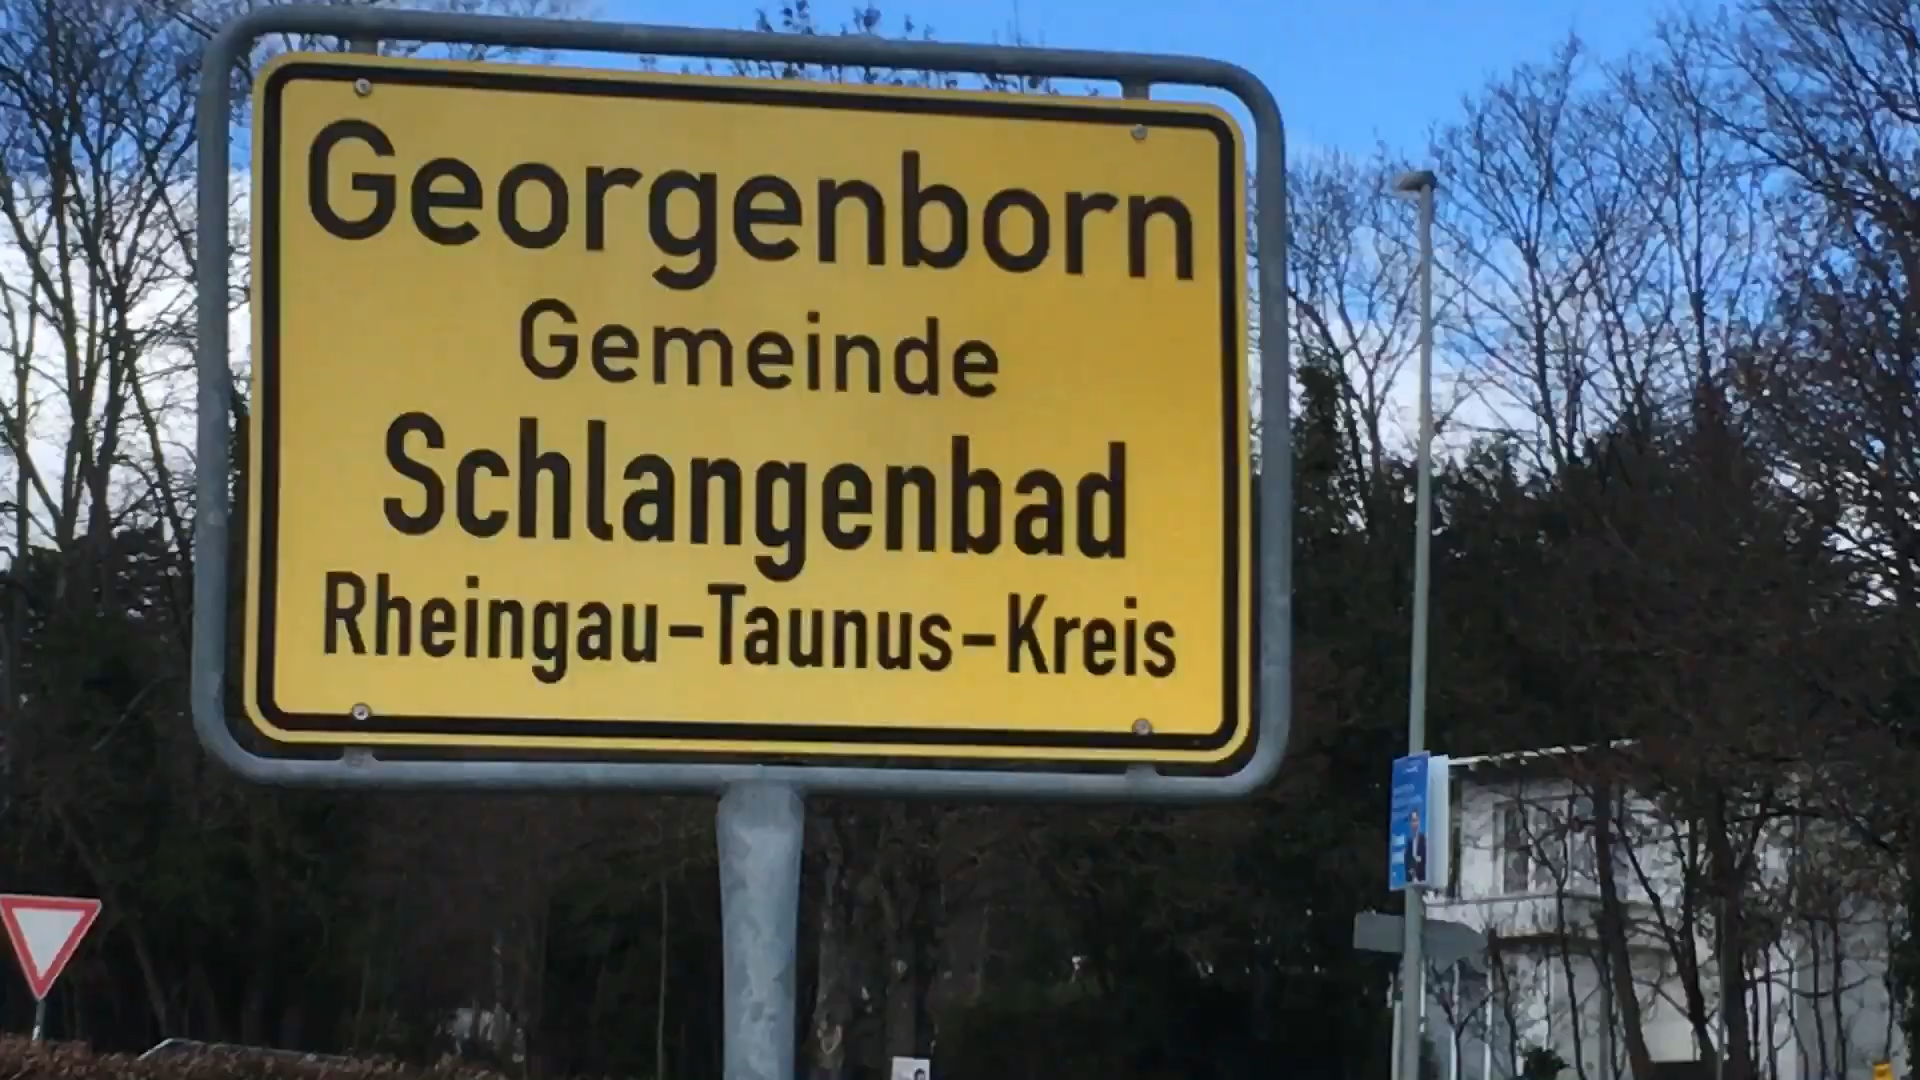 Georgenborn
Gemeinde
Schlangenbad
Rheingau-Taunus-Kreis